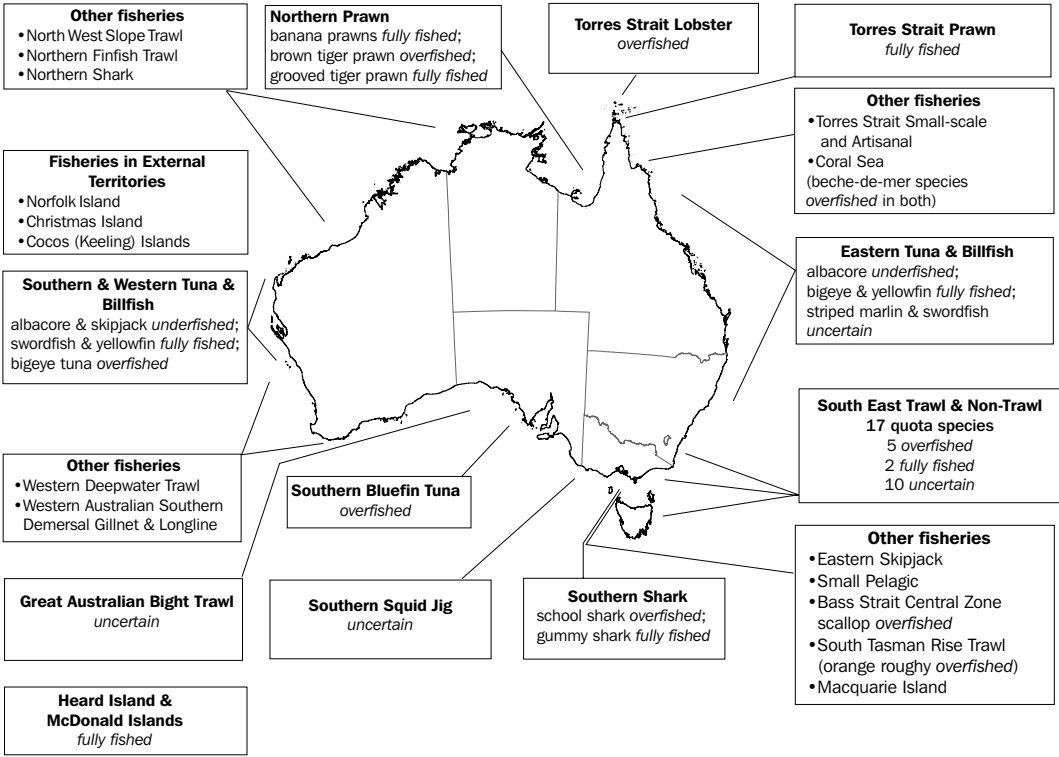 Other fisheries
•North West Slope Trawl
•Northern Finfish Trawl
•Northern Shark
Northern Prawn
banana prawns fully fished;
brown tiger prawn overfished;
grooved tiger prawn fully fished
Torres Strait Lobster
overfished
Torres Strait Prawn
fully fished
Other fisheries
•Torres Strait Small-scale
and Artisanal
•Coral Sea
(beche-de-mer species
overfished in both)
Fisheries in External
Territories
•Norfolk Island
•Christmas Island
•Cocos (Keeling) Islands
Eastern Tuna & Billfish
albacore underfished;
bigeye & yellowfin fully fished;
striped marlin & swordfish
uncertain
Southern & Western Tuna &
Billfish
albacore & skipjack underfished;
swordfish & yellowfin fully fished;
bigeye tuna overfished
South East Trawl & Non-Trawl
17 quota species
5 overfished
2 fully fished
10 uncertain
Other fisheries
•Western Deepwater Trawl
•Western Australian Southern
Demersal Gillnet & Longline
Southern Bluefin Tuna
overfished
Other fisheries
•Eastern Skipjack
•Small Pelagic
•Bass Strait Central Zone
scallop overfished
•South Tasman Rise Trawl
(orange roughy overfished)
•Macquarie Island
Great Australian Bight Trawl
uncertain
Southern Squid Jig
uncertain
Southern Shark
school shark overfished;
gummy shark fully fished
Heard Island &
McDonald Islands
fully fished